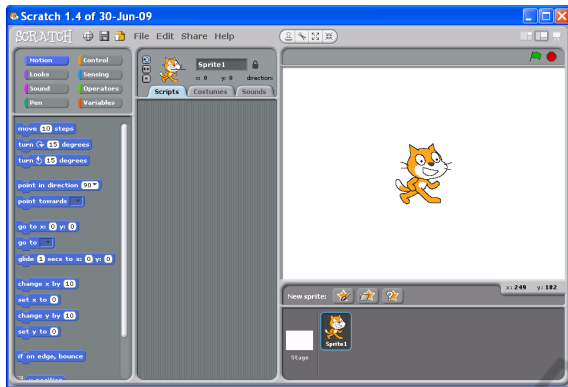 Scratch 1.4 of 30-Jun-09
SCRATCH File Edit Share Help
Motion Control
Looks Sensing
Sound Operators
Pen Variables
Sprite1
x: 0 y: 0 direction:
Scripts Costumes Sounds
move 10 steps
turn 15 degrees
turn 15 degrees
point in direction 90
point towards
go to x: 0 y: 0
go to
glide 1 secs to x: 0 y: 0
change x by 10
set x to 0
change y by 10
set y to 0
if on edge, bounce
x position
x: 249 y: 182
New sprite:
Sprite1
Stage